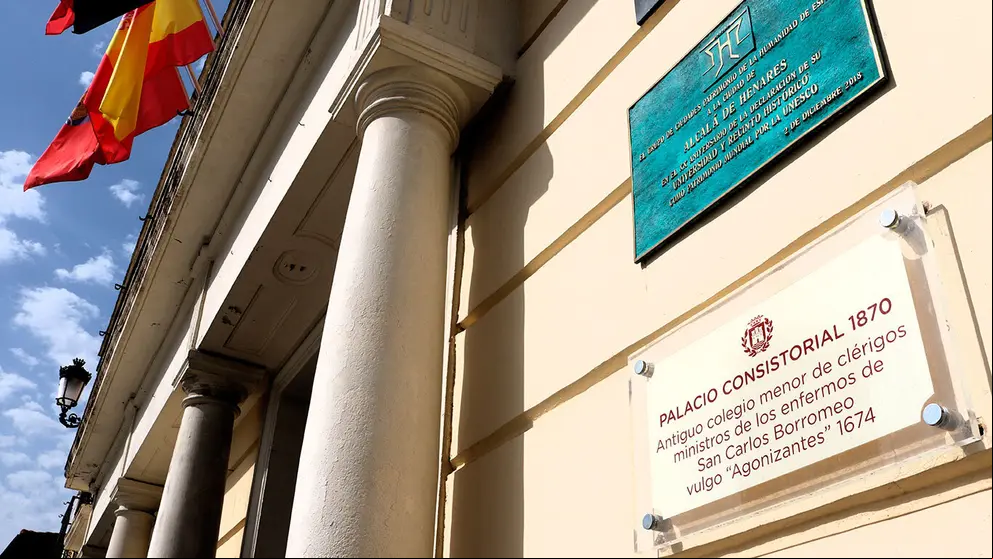 EL GRUPO DE CIUDADES PATRIMONIO DE LA HUMANIDAD DE ESPAÑA
A LA CIUDAD DE
ALCALÁ DE HENARES
EN EL XX ANIVERSARIO DE LA DECLARACIÓN DE SU
UNIVERSIDAD Y RECINTO HISTÓRICO
COMO PATRIMONIO MUNDIAL POR LA UNESCO
2 DE DICIEMBRE 2018
PALACIO CONSISTORIAL 1870
Antiguo colegio menor de clérigos
ministros de los enfermos de
San Carlos Borromeo
vulgo “Agonizantes” 1674